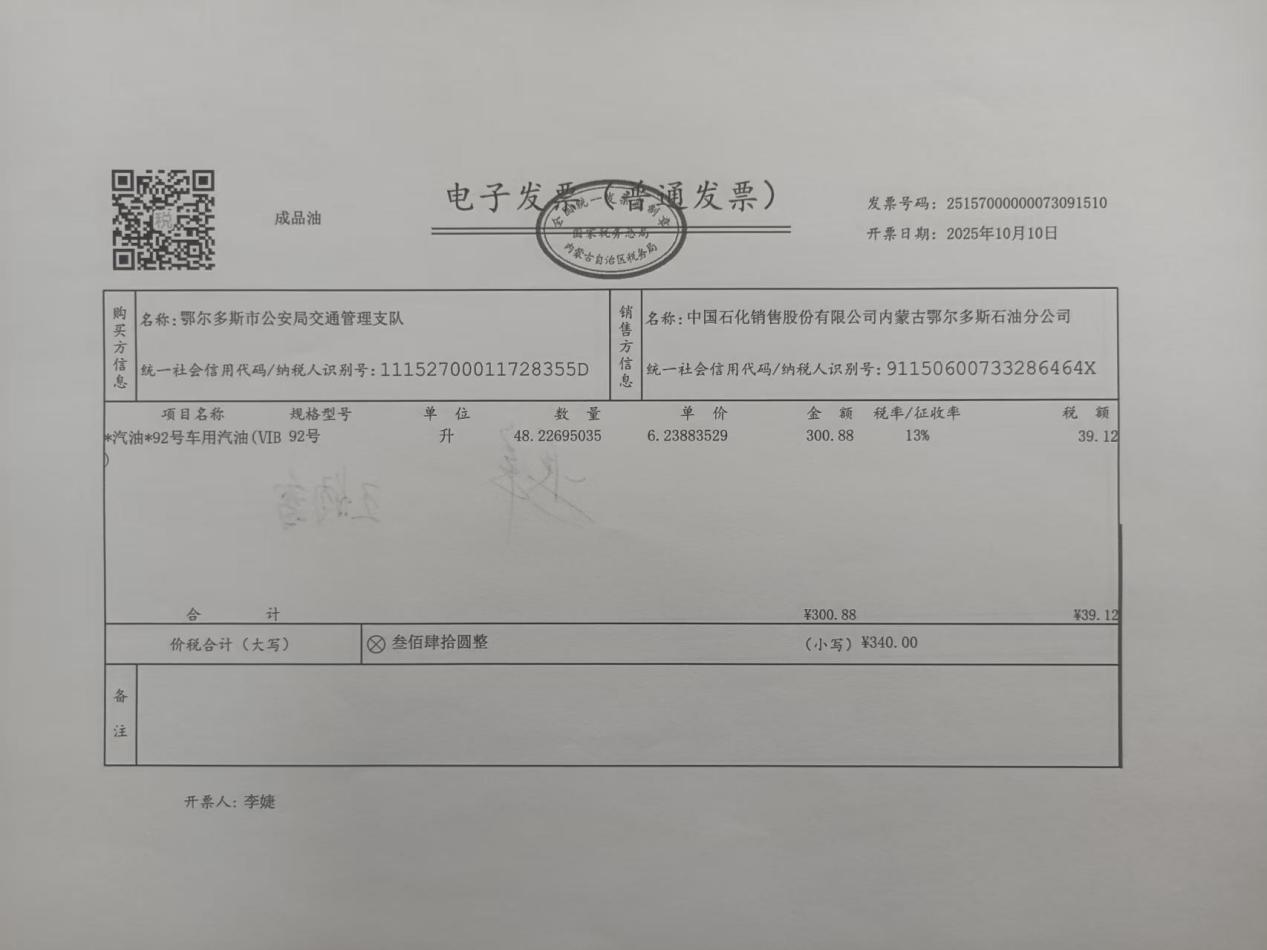 电子发票（普通发票）
全国统一发票监制章
国家税务总局
内蒙古自治区税务局
税
成品油
发票号码：25157000000073091510
开票日期：2025年10月10日
购买方信息
名称：鄂尔多斯市公安局交通管理支队
统一社会信用代码/纳税人识别号：11152700011728355D
销售方信息
名称：中国石化销售股份有限公司内蒙古鄂尔多斯石油分公司
统一社会信用代码/纳税人识别号：91150600733286464X
项目名称 规格型号 单位 数量 单价 金额 税率/征收率 税额
*汽油*92号车用汽油(VIB 92号 升 48.22695035 6.23883529 300.88 13% 39.12
)
合计 ¥300.88 ¥39.12
价税合计（大写） ⊗ 叁佰肆拾圆整 （小写）¥340.00
备注
开票人：李婕